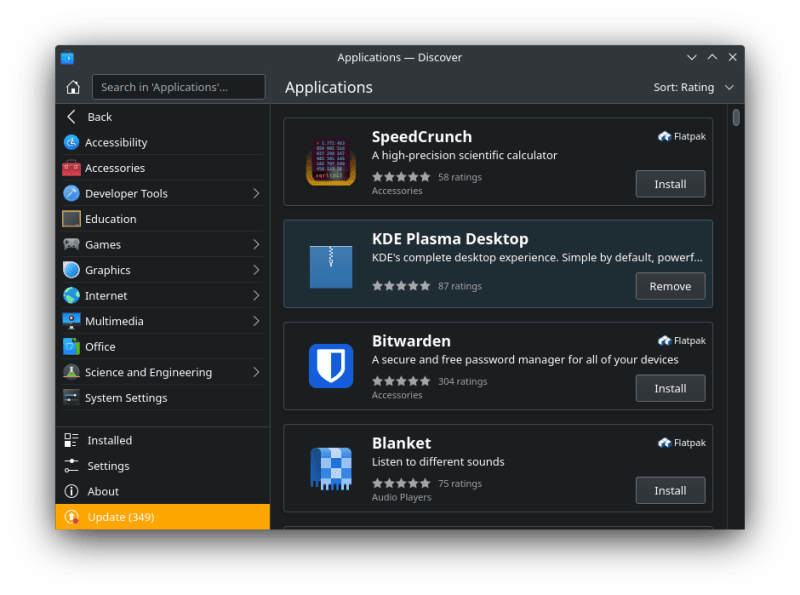 Applications — Discover
Search in 'Applications'...
Applications
Sort: Rating
Back
Accessibility
Accessories
Developer Tools
Education
Games
Graphics
Internet
Multimedia
Office
Science and Engineering
System Settings
Installed
Settings
About
Update (349)
SpeedCrunch
Flatpak
A high-precision scientific calculator
58 ratings
Accessories
Install
KDE Plasma Desktop
KDE's complete desktop experience. Simple by default, powerf...
87 ratings
Remove
Bitwarden
Flatpak
A secure and free password manager for all of your devices
304 ratings
Accessories
Install
Blanket
Flatpak
Listen to different sounds
75 ratings
Audio Players
Install